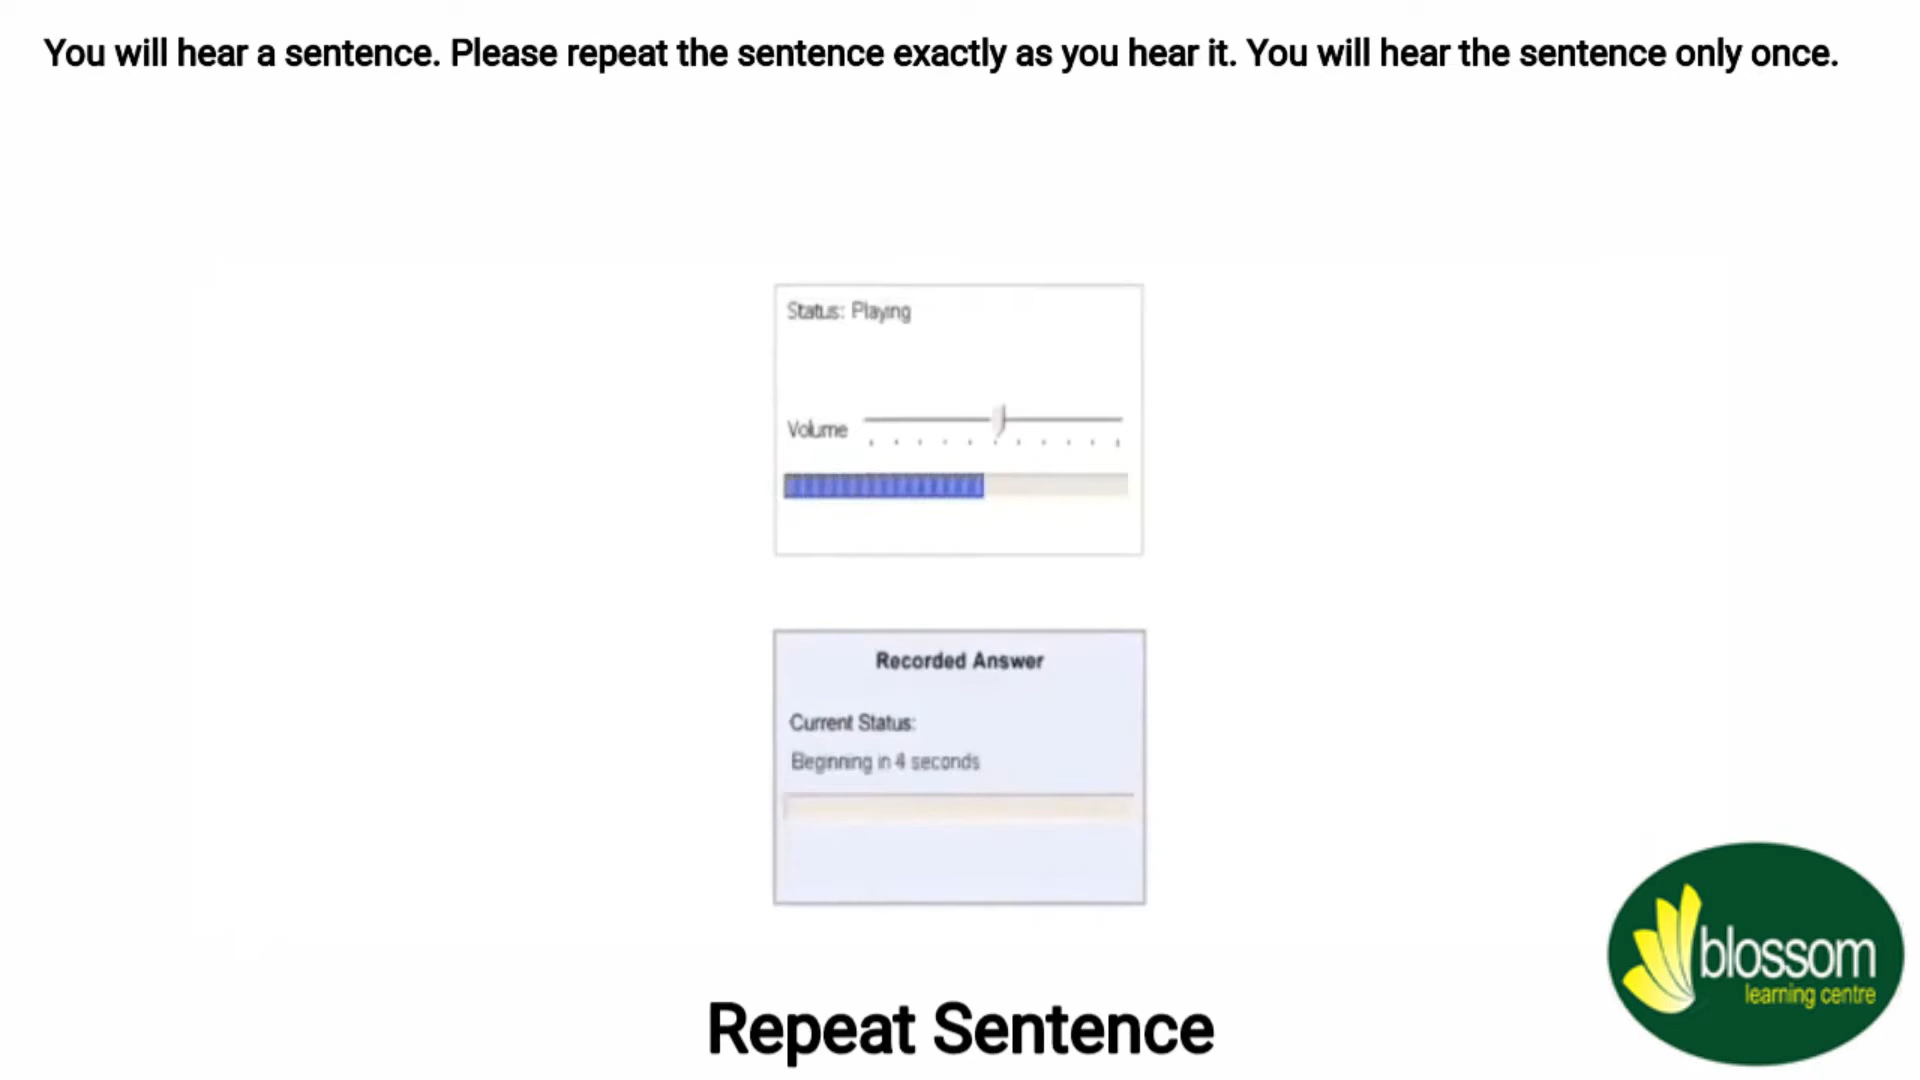 You will hear a sentence. Please repeat the sentence exactly as you hear it. You will hear the sentence only once.
Status: Playing
Volume
Recorded Answer
Current Status:
Beginning in 4 seconds
blossom
learning centre
Repeat Sentence